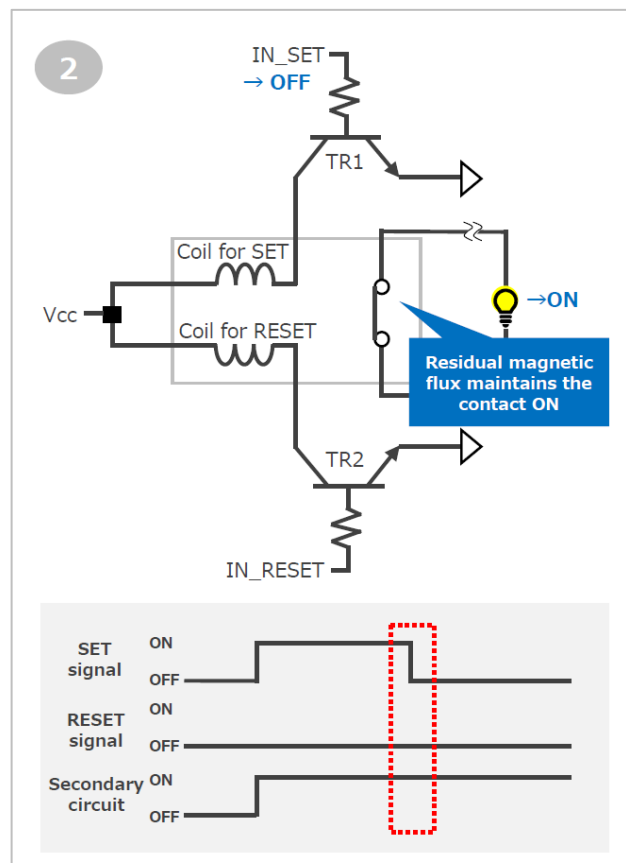 2
IN_SET
→ OFF
TR1
Coil for SET
Vcc
→ON
Coil for RESET
Residual magnetic
flux maintains the
contact ON
TR2
IN_RESET
SET
signal
ON
OFF
RESET
signal
ON
OFF
Secondary
circuit
ON
OFF